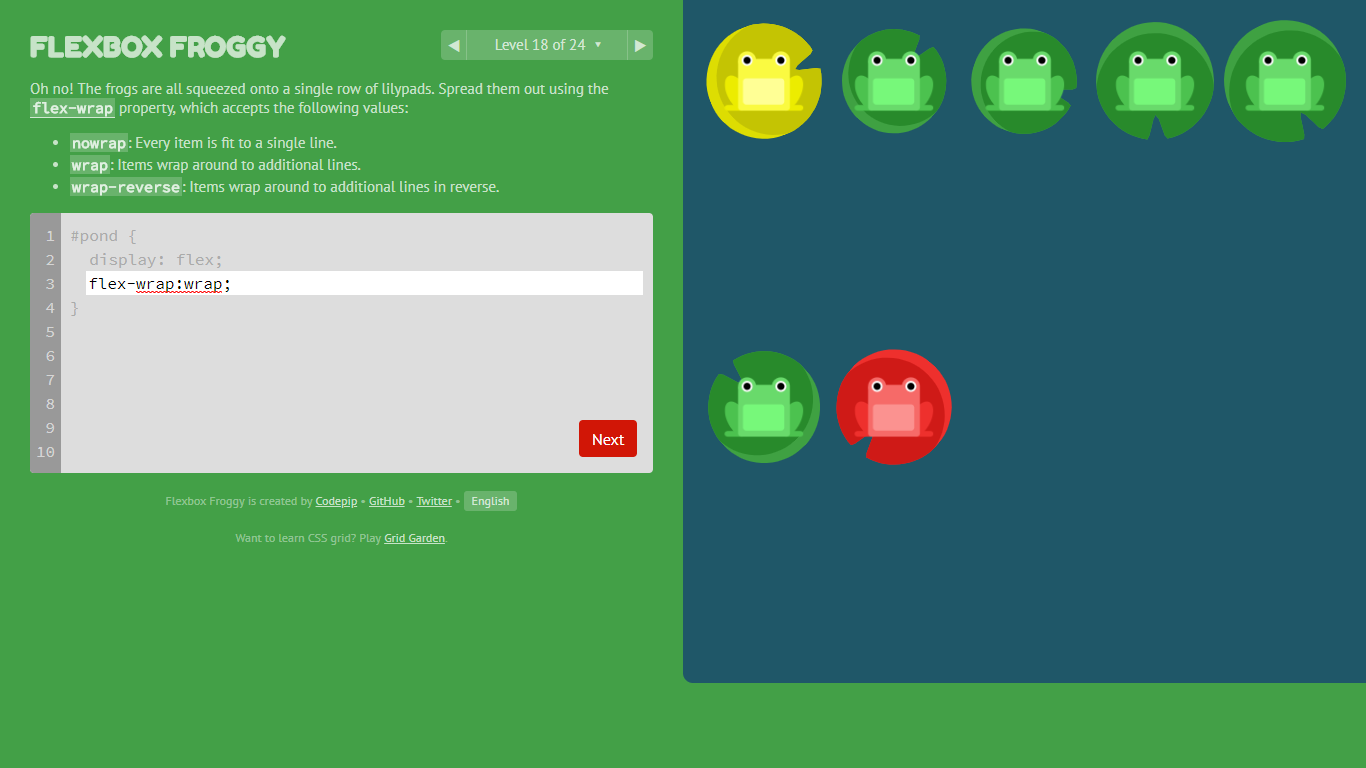 FLEXBOX FROGGY
◀ Level 18 of 24 ▼ ▶
Oh no! The frogs are all squeezed onto a single row of lilypads. Spread them out using the
flex-wrap property, which accepts the following values:
• nowrap: Every item is fit to a single line.
• wrap: Items wrap around to additional lines.
• wrap-reverse: Items wrap around to additional lines in reverse.
1 #pond {
2 display: flex;
3 flex-wrap:wrap;
4 }
5
6
7
8
9
10
Next
Flexbox Froggy is created by Codepip • GitHub • Twitter • English
Want to learn CSS grid? Play Grid Garden.